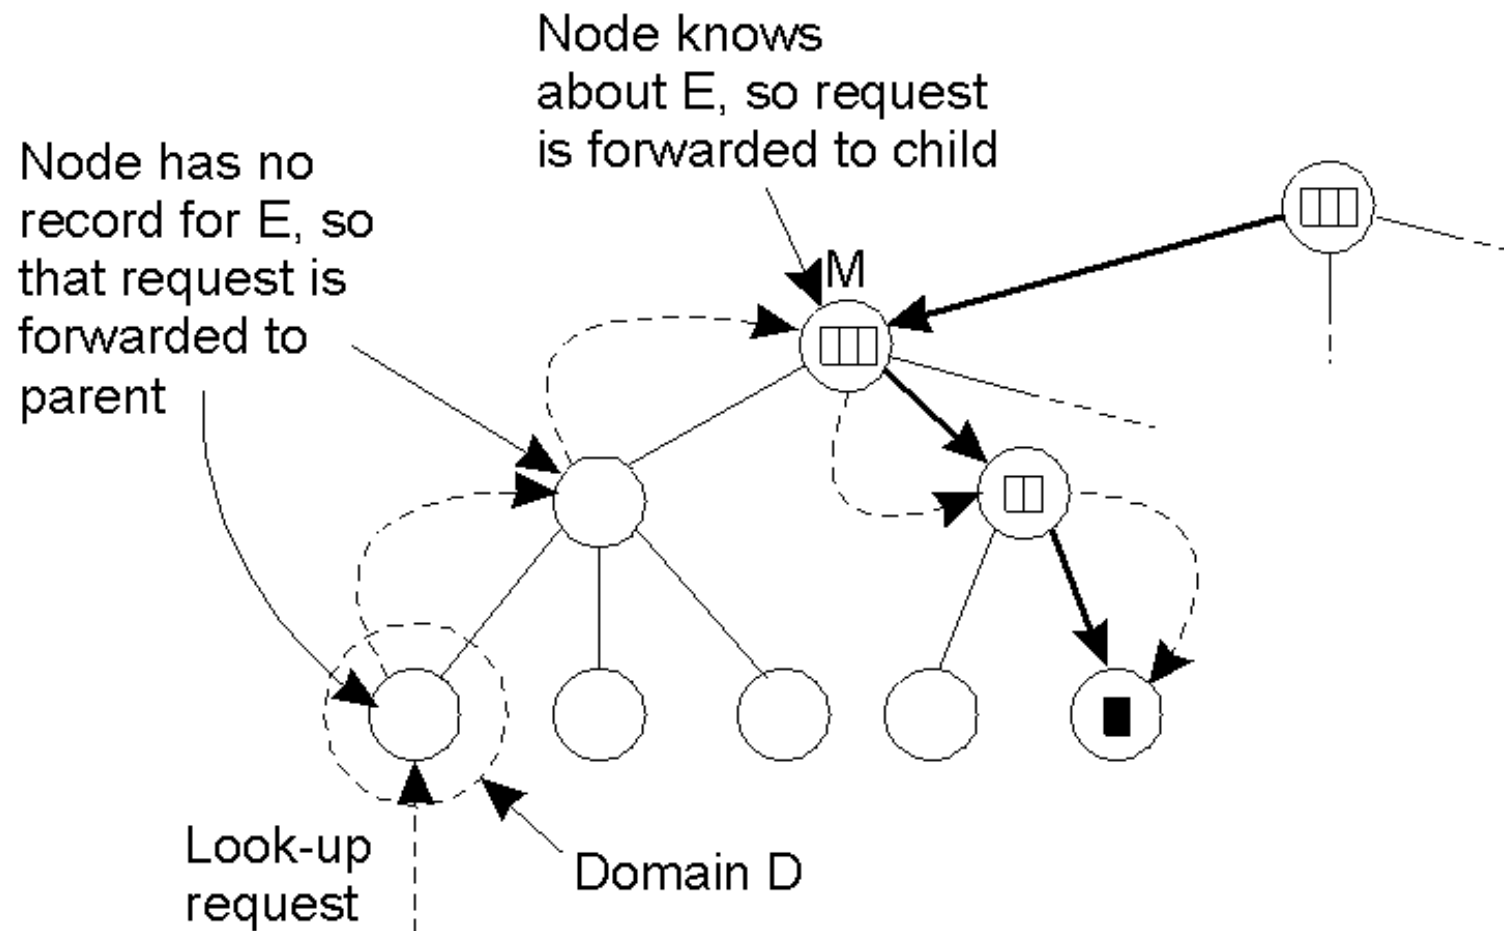 Node knows
about E, so request
is forwarded to child
Node has no
record for E, so
that request is
forwarded to
parent
M
Look-up
request
Domain D